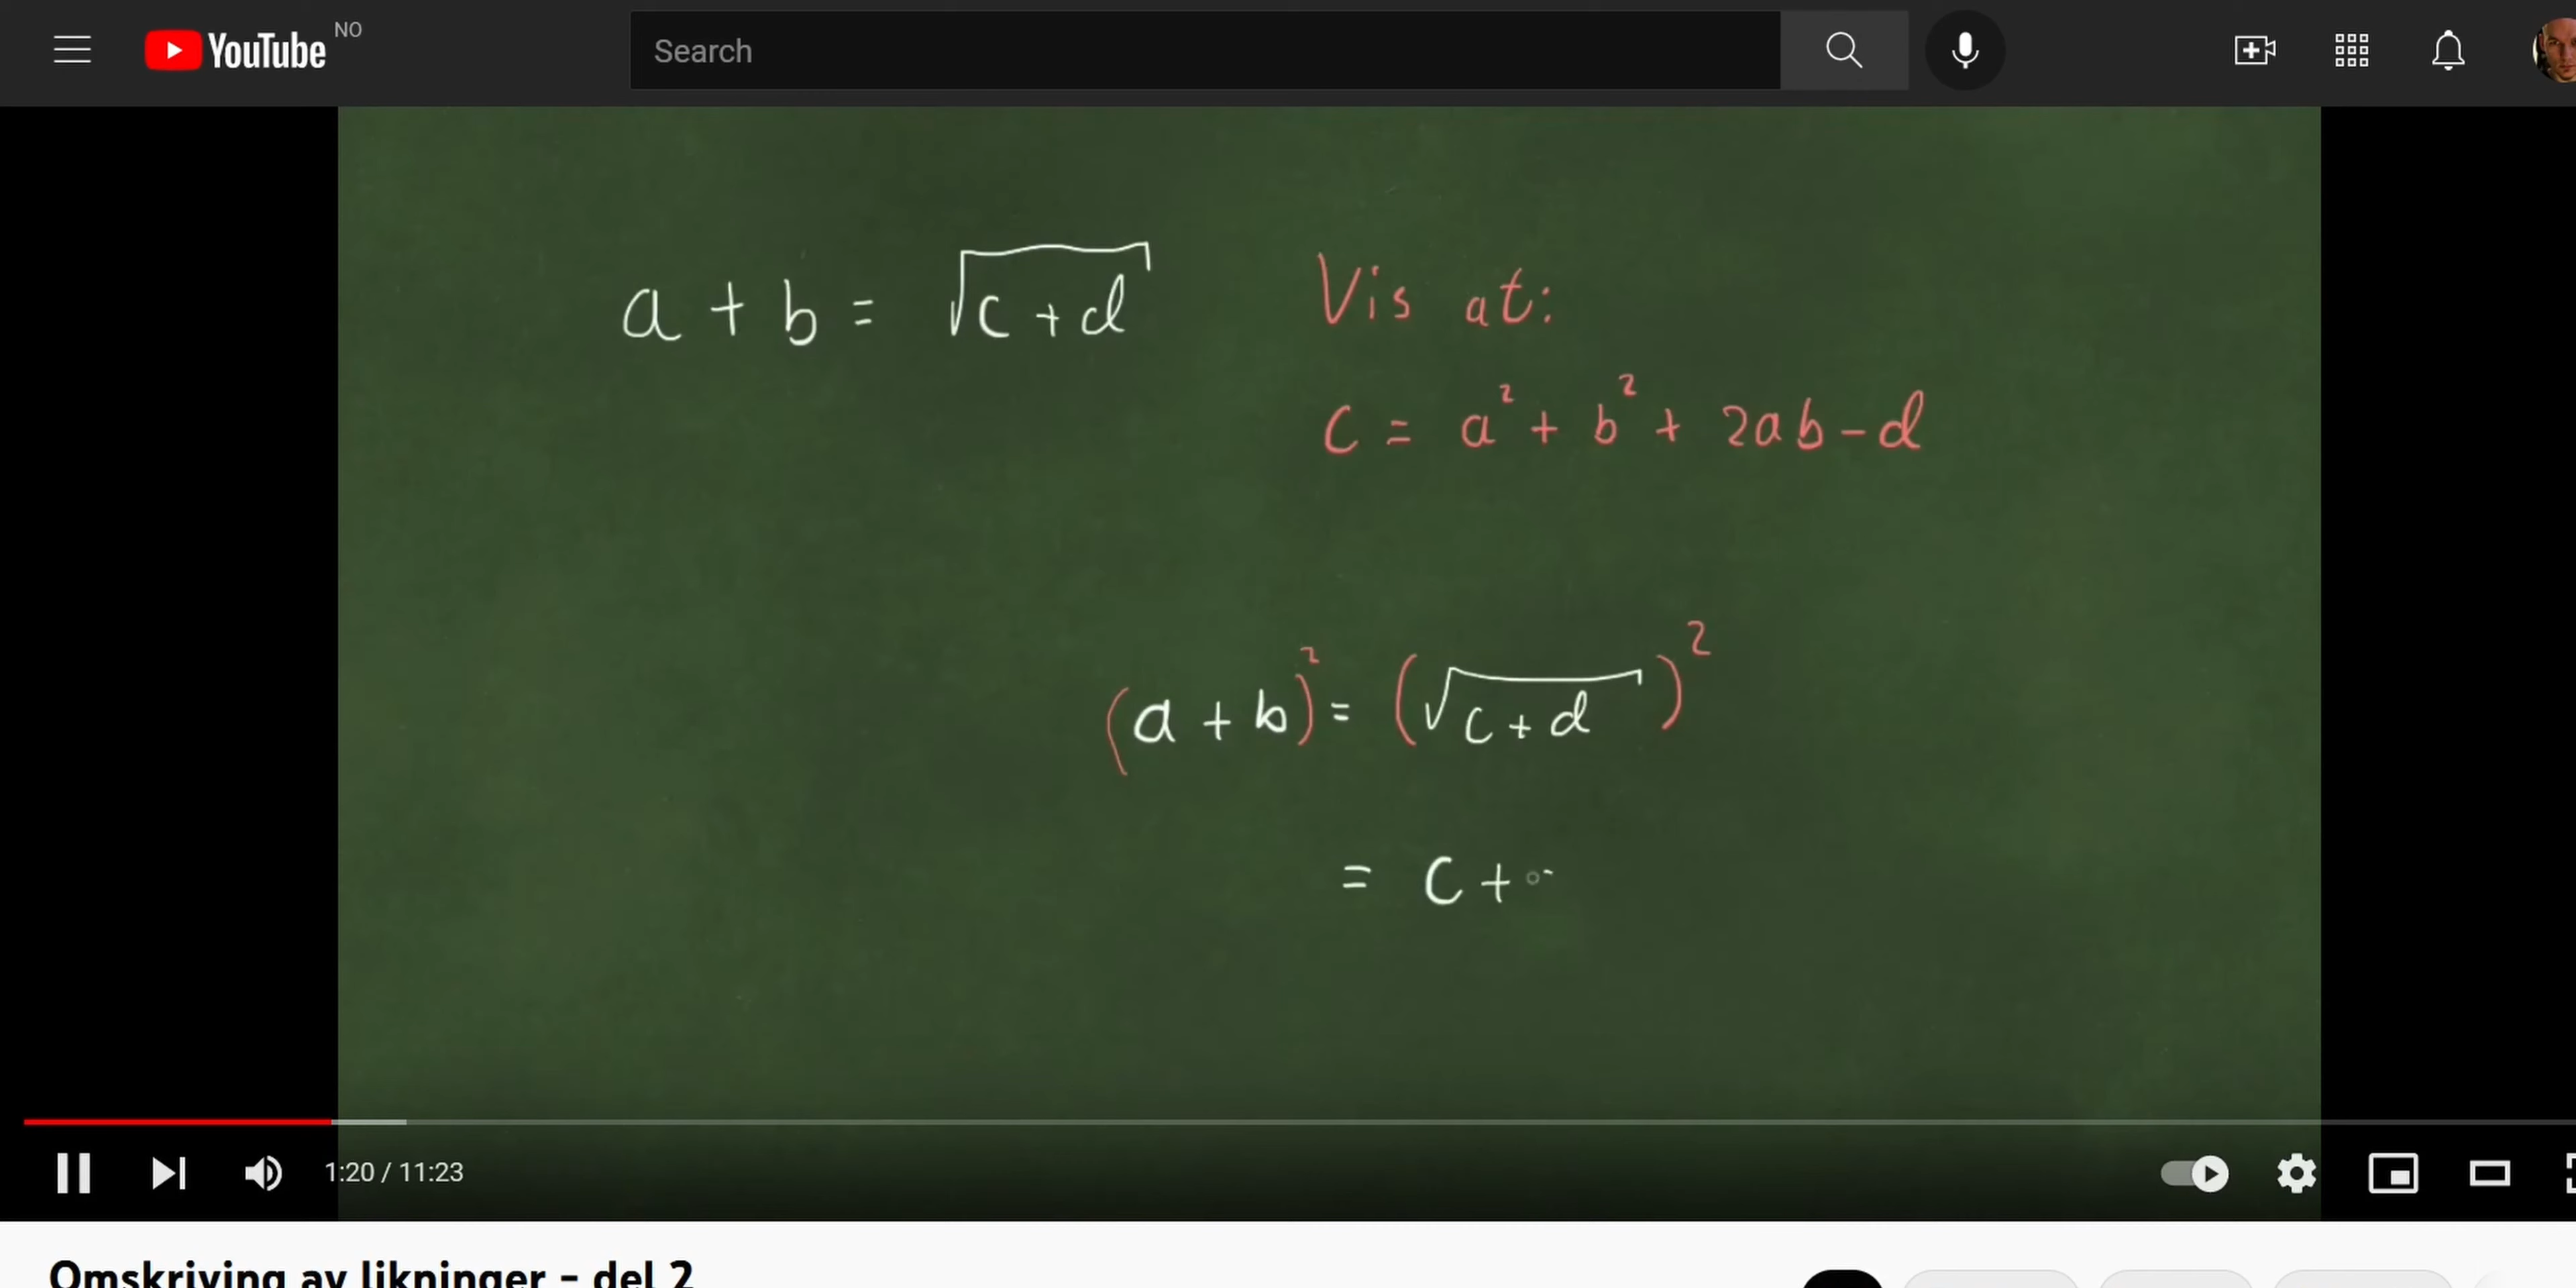 YouTube NO
Search
a + b = √(c + d)
Vis at:
c = a² + b² + 2ab - d
(a + b)² = (√(c + d))²
= c +
1:20 / 11:23
Omskriving av likninger - del 2